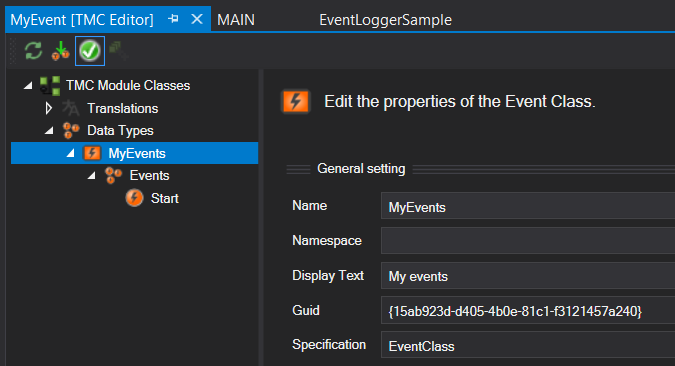 MyEvent [TMC Editor] MAIN EventLoggerSample
TMC Module Classes
Translations
Data Types
MyEvents
Events
Start
Edit the properties of the Event Class.
General setting
Name MyEvents
Namespace
Display Text My events
Guid {15ab923d-d405-4b0e-81c1-f3121457a240}
Specification EventClass